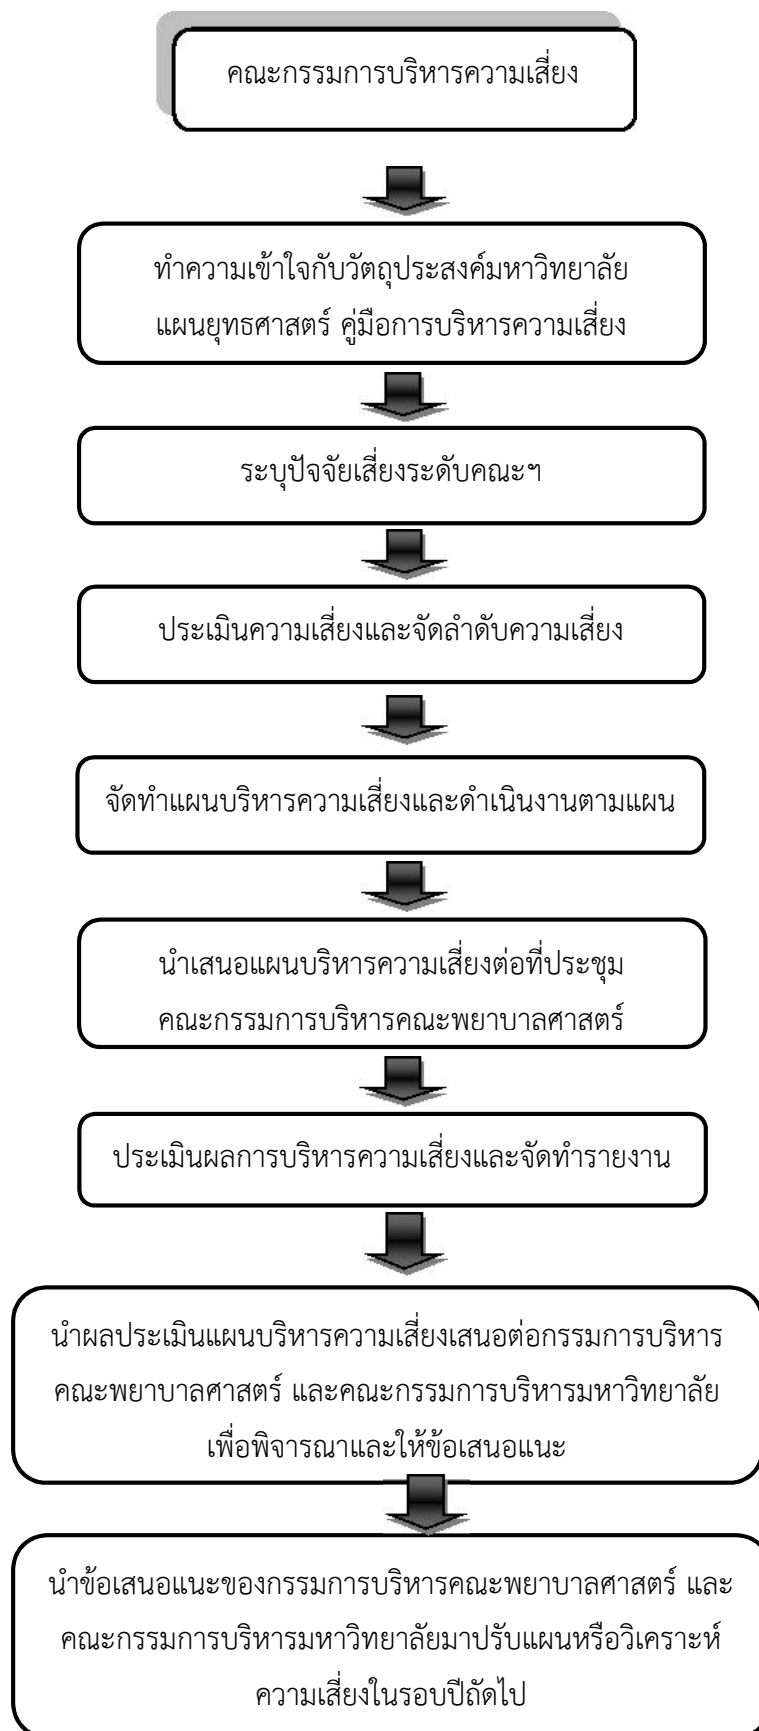 คณะกรรมการบริหารความเสี่ยง
ทำความเข้าใจกับวัตถุประสงค์มหาวิทยาลัย
แผนยุทธศาสตร์ คู่มือการบริหารความเสี่ยง
ระบุปัจจัยเสี่ยงระดับคณะฯ
ประเมินความเสี่ยงและจัดลำดับความเสี่ยง
จัดทำแผนบริหารความเสี่ยงและดำเนินงานตามแผน
นำเสนอแผนบริหารความเสี่ยงต่อที่ประชุม
คณะกรรมการบริหารคณะพยาบาลศาสตร์
ประเมินผลการบริหารความเสี่ยงและจัดทำรายงาน
นำผลประเมินแผนบริหารความเสี่ยงเสนอต่อกรรมการบริหาร
คณะพยาบาลศาสตร์ และคณะกรรมการบริหารมหาวิทยาลัย
เพื่อพิจารณาและให้ข้อเสนอแนะ
นำข้อเสนอแนะของกรรมการบริหารคณะพยาบาลศาสตร์ และ
คณะกรรมการบริหารมหาวิทยาลัยมาปรับแผนหรือวิเคราะห์
ความเสี่ยงในรอบปีถัดไป